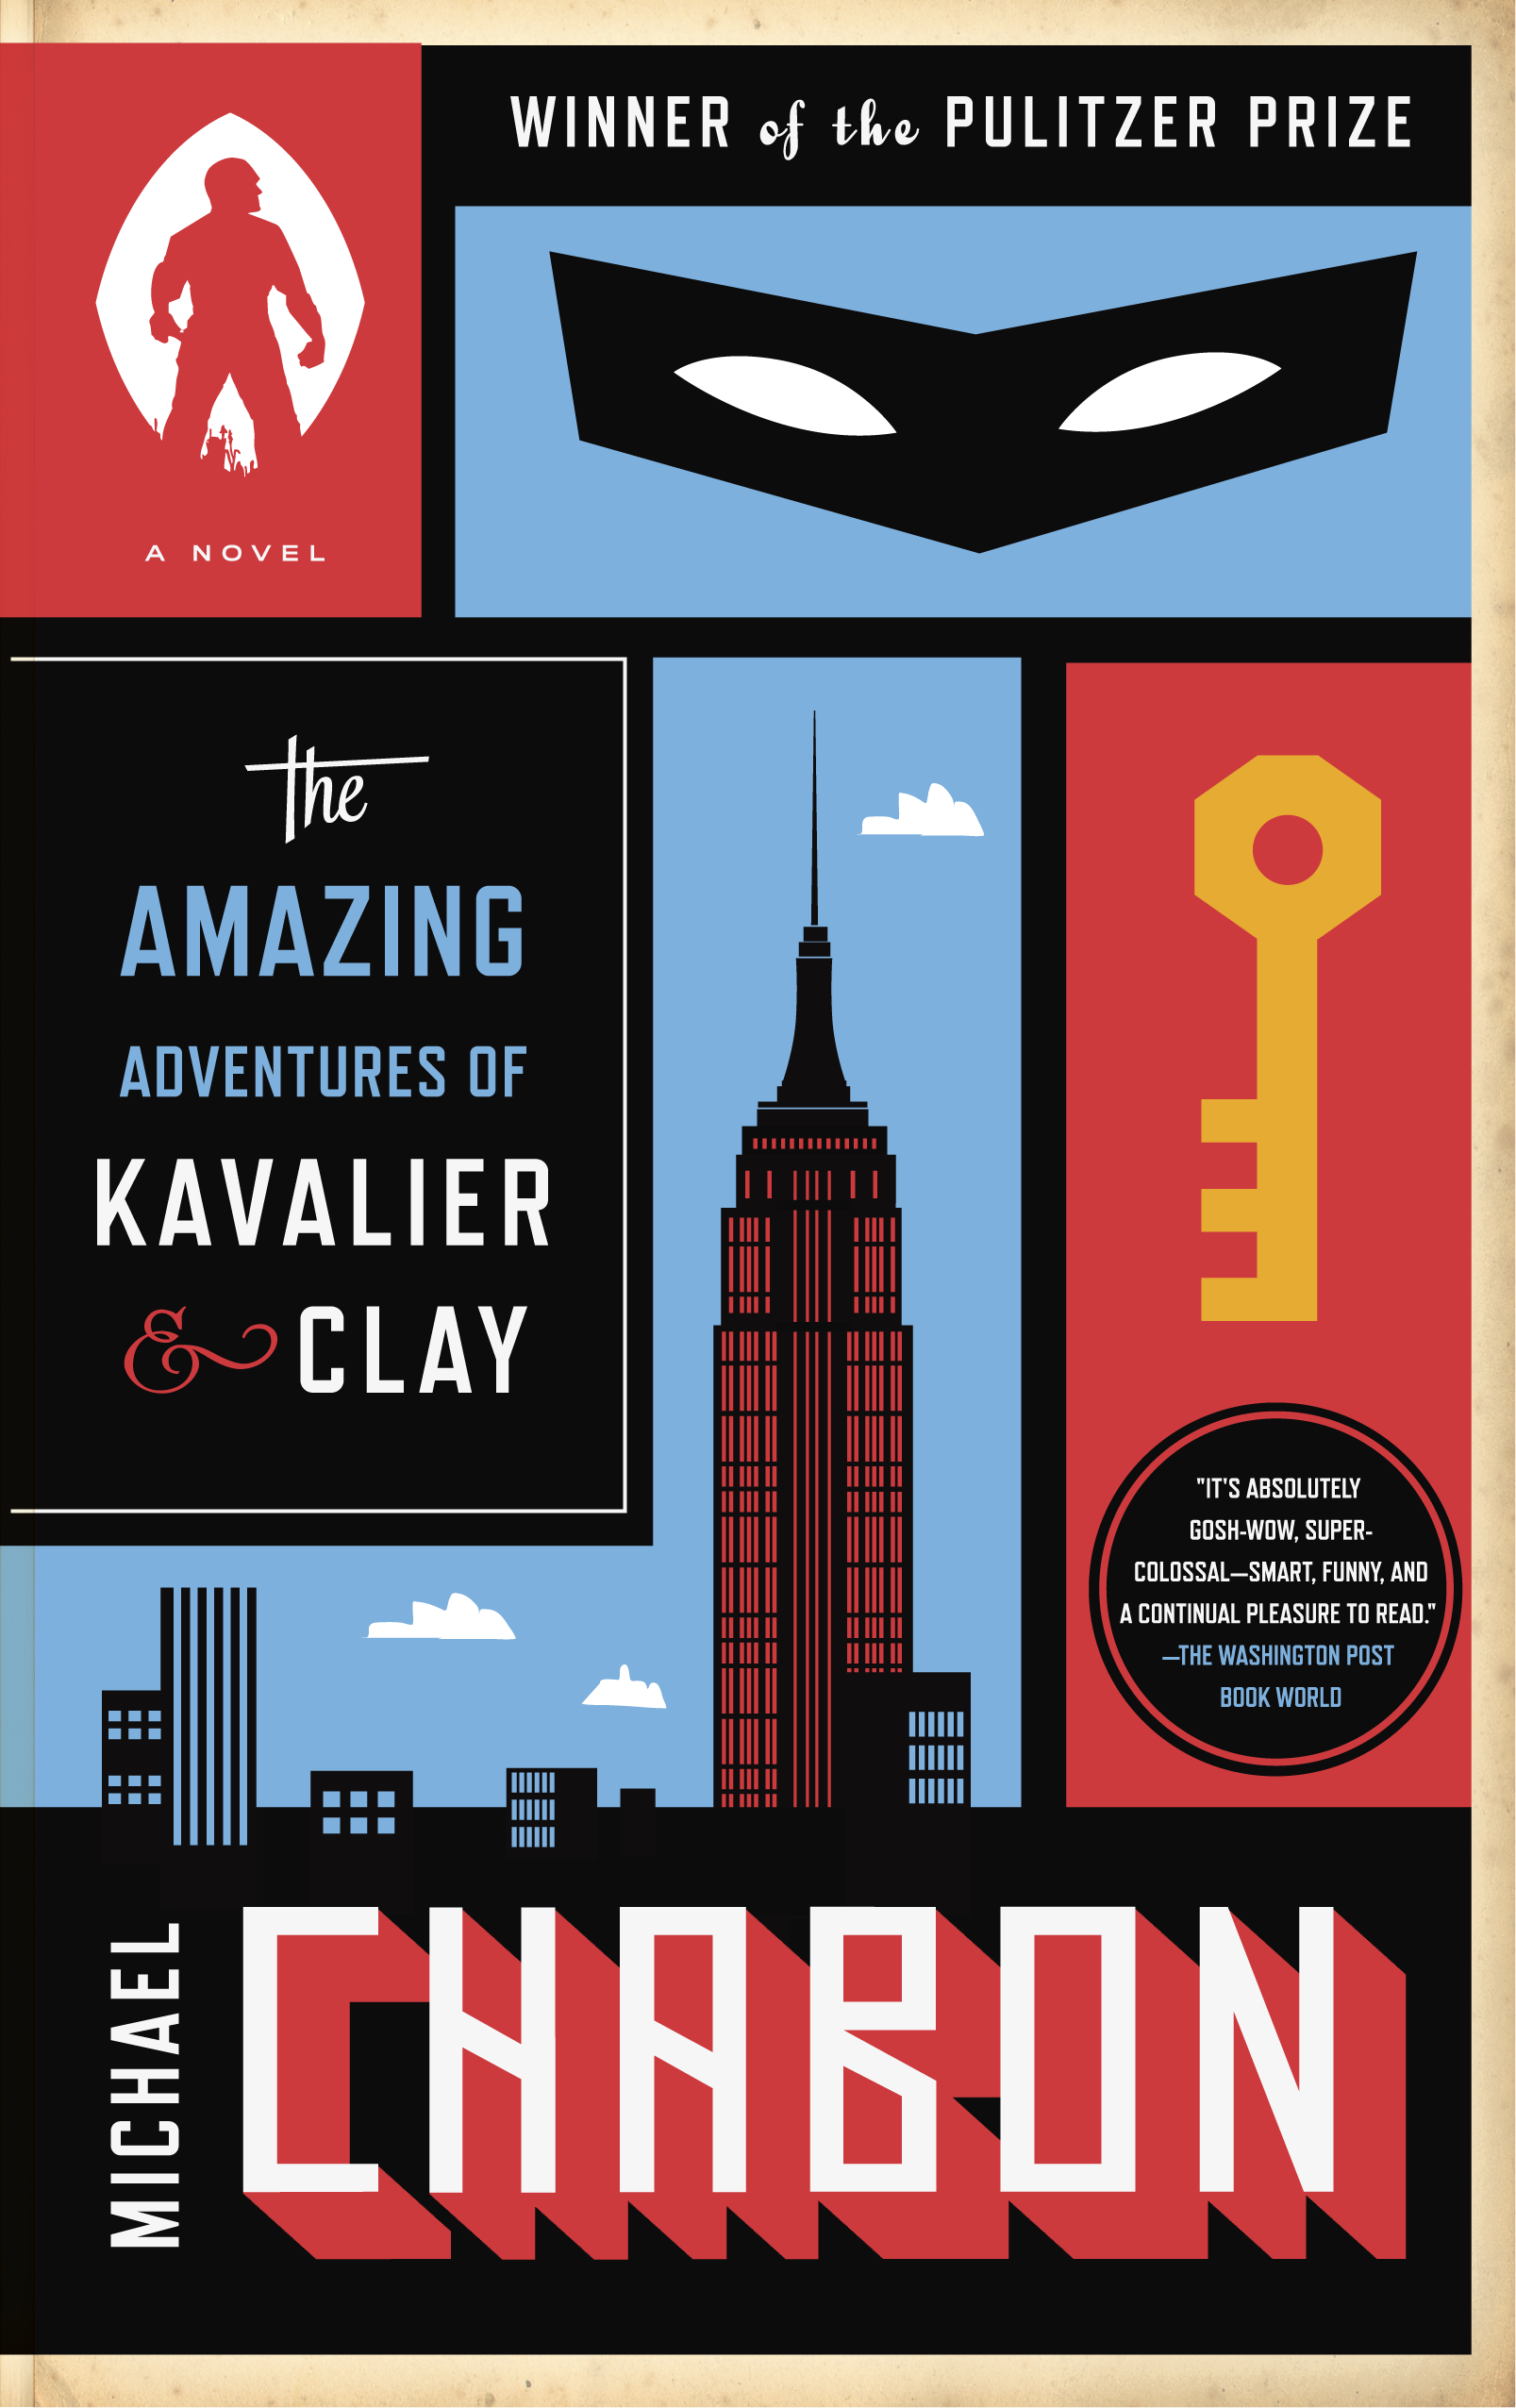 WINNER of the PULITZER PRIZE
A NOVEL
the
AMAZING
ADVENTURES OF
KAVALIER
& CLAY
"IT'S ABSOLUTELY
GOSH-WOW, SUPER-
COLOSSAL—SMART, FUNNY, AND
A CONTINUAL PLEASURE TO READ."
—THE WASHINGTON POST
BOOK WORLD
MICHAEL
CHABON